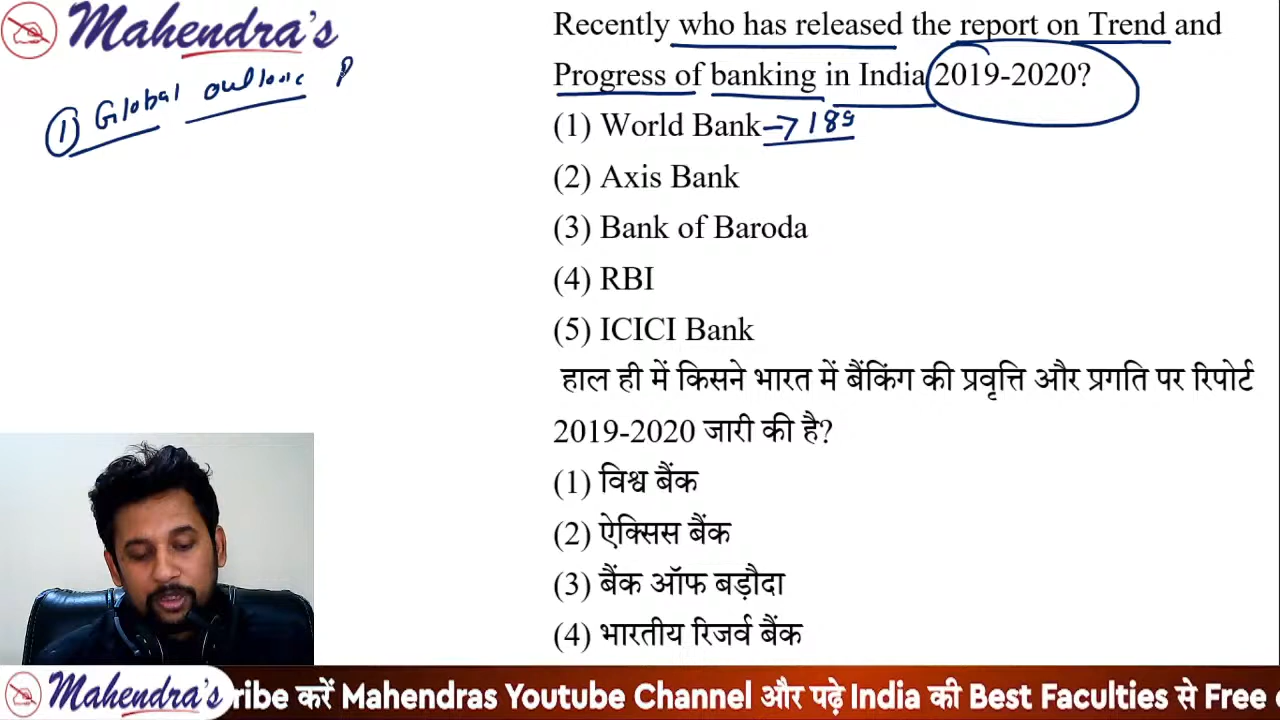 Mahendra's
① Global outlook P
Recently who has released the report on Trend and
Progress of banking in India 2019-2020?
(1) World Bank → 189
(2) Axis Bank
(3) Bank of Baroda
(4) RBI
(5) ICICI Bank
हाल ही में किसने भारत में बैंकिंग की प्रवृत्ति और प्रगति पर रिपोर्ट
2019-2020 जारी की है?
(1) विश्व बैंक
(2) ऐक्सिस बैंक
(3) बैंक ऑफ बड़ौदा
(4) भारतीय रिजर्व बैंक
Mahendra's ribe करें Mahendras Youtube Channel और पढ़े India की Best Faculties से Free